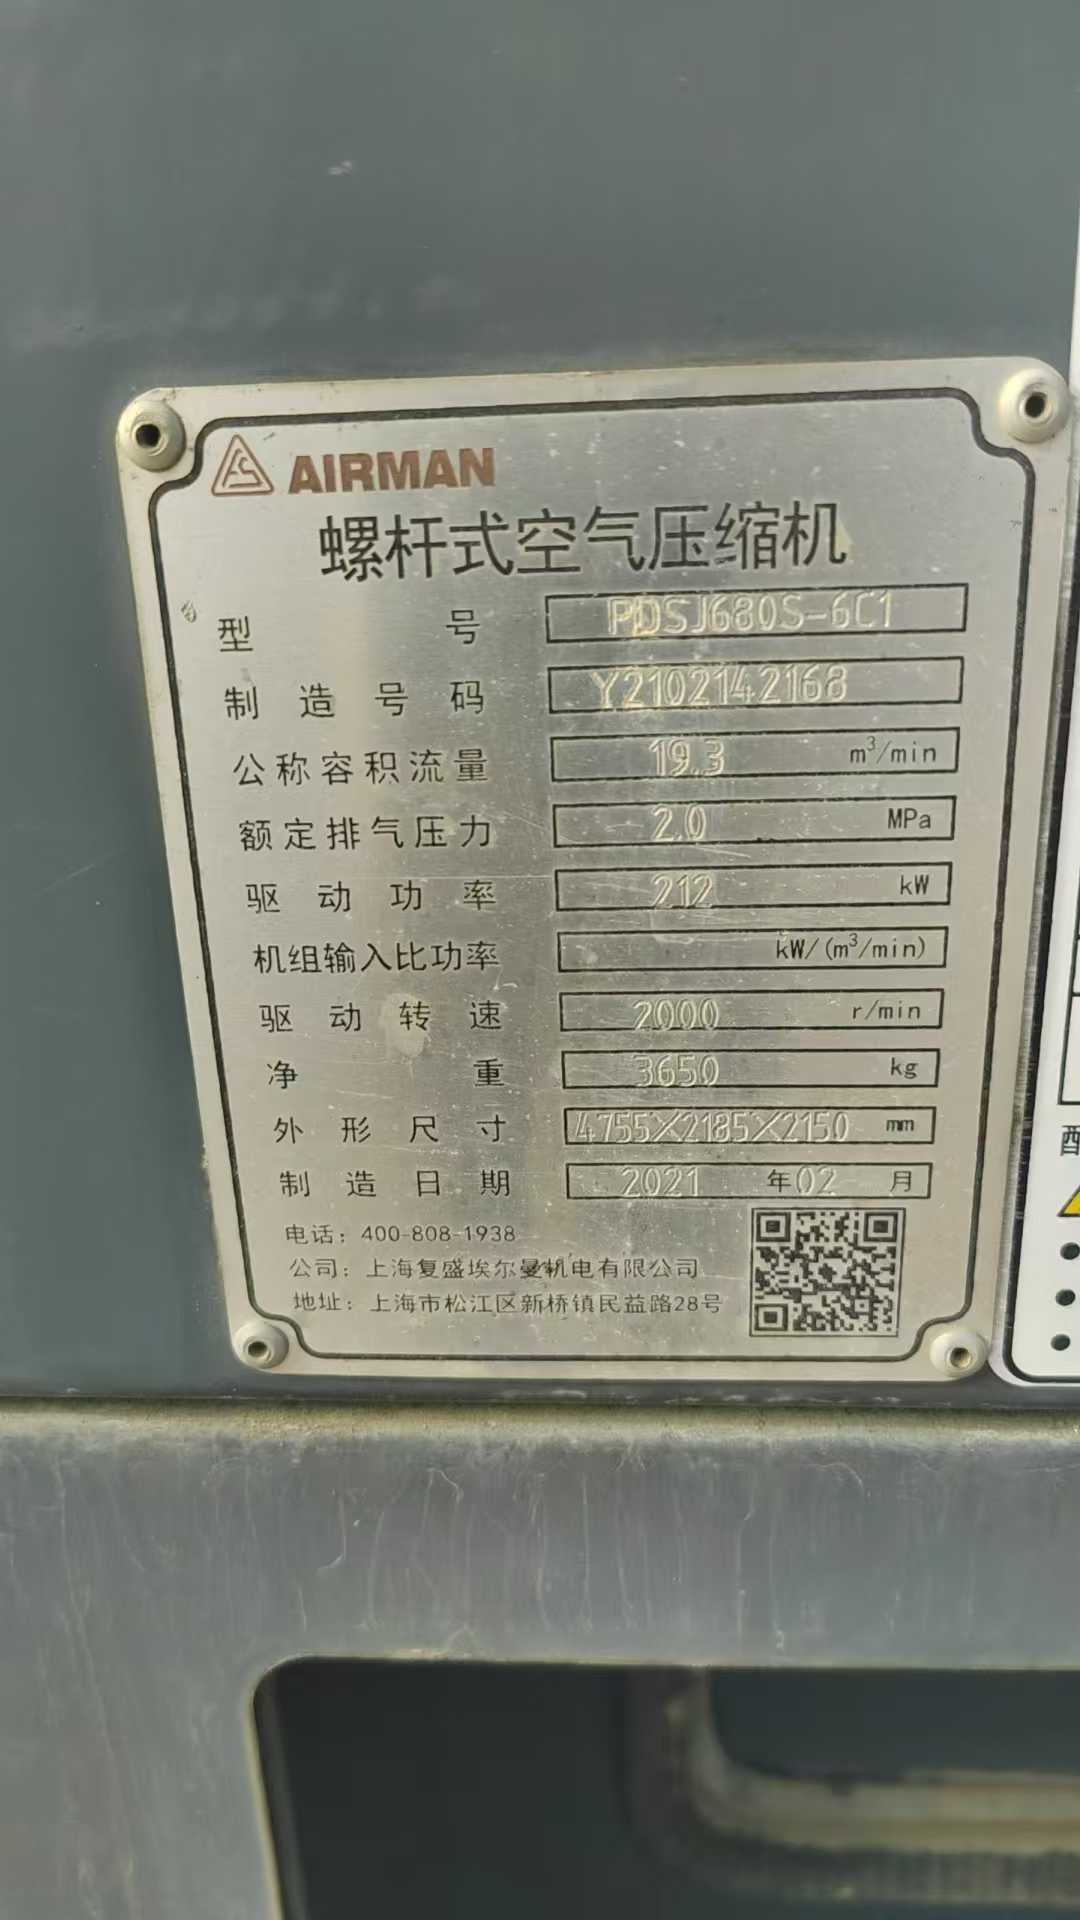 AIRMAN
螺杆式空气压缩机
型号 PDSJ680S-6C1
制造号码 Y2102142168
公称容积流量 19.3 m³/min
额定排气压力 2.0 MPa
驱动功率 212 kW
机组输入比功率 kW/(m³/min)
驱动转速 2000 r/min
净重 3650 kg
外形尺寸 4755×2185×2150 mm
制造日期 2021 年 02 月
电话：400-808-1938
公司：上海复盛埃尔曼机电有限公司
地址：上海市松江区新桥镇民益路28号